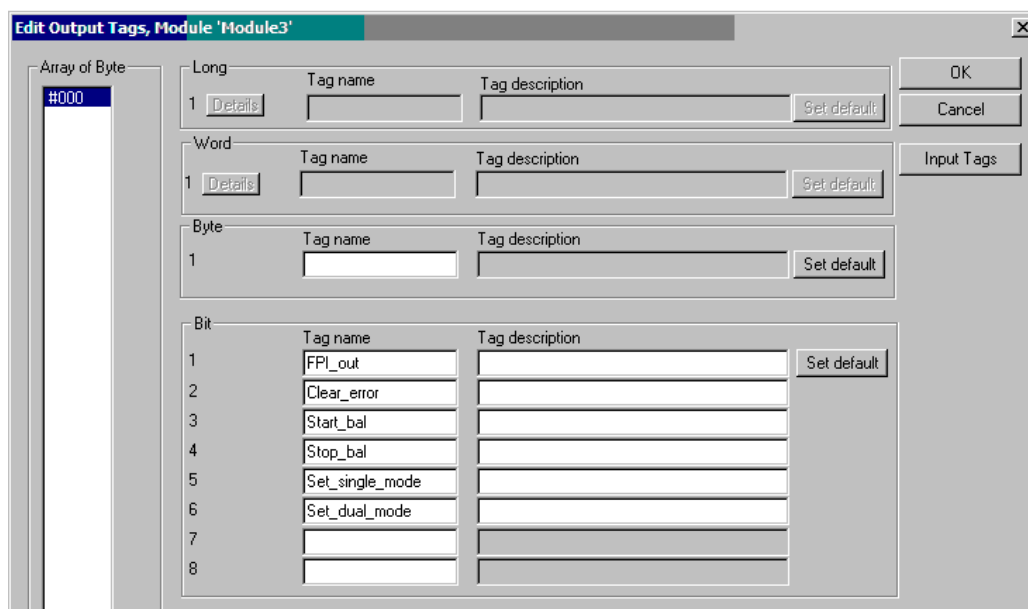 Edit Output Tags, Module 'Module3'
Array of Byte
#000
Long
Tag name Tag description
1 Details Set default
Word
Tag name Tag description
1 Details Set default
Byte
Tag name Tag description
1 Set default
Bit
Tag name Tag description
1 FPI_out Set default
2 Clear_error
3 Start_bal
4 Stop_bal
5 Set_single_mode
6 Set_dual_mode
7
8
OK
Cancel
Input Tags